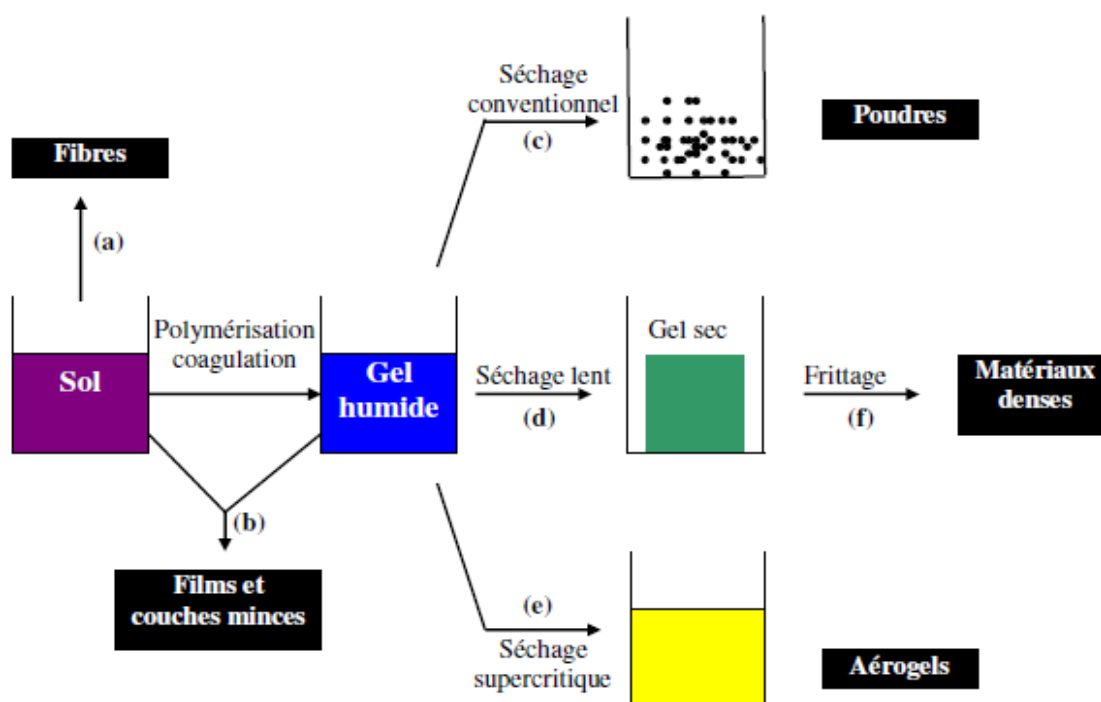 Séchage
conventionnel
(c)
Poudres
Fibres
(a)
Polymérisation
coagulation
Sol
Gel
humide
Séchage lent
(d)
Gel sec
Frittage
(f)
Matériaux
denses
(b)
Films et
couches minces
(e)
Séchage
supercritique
Aérogels